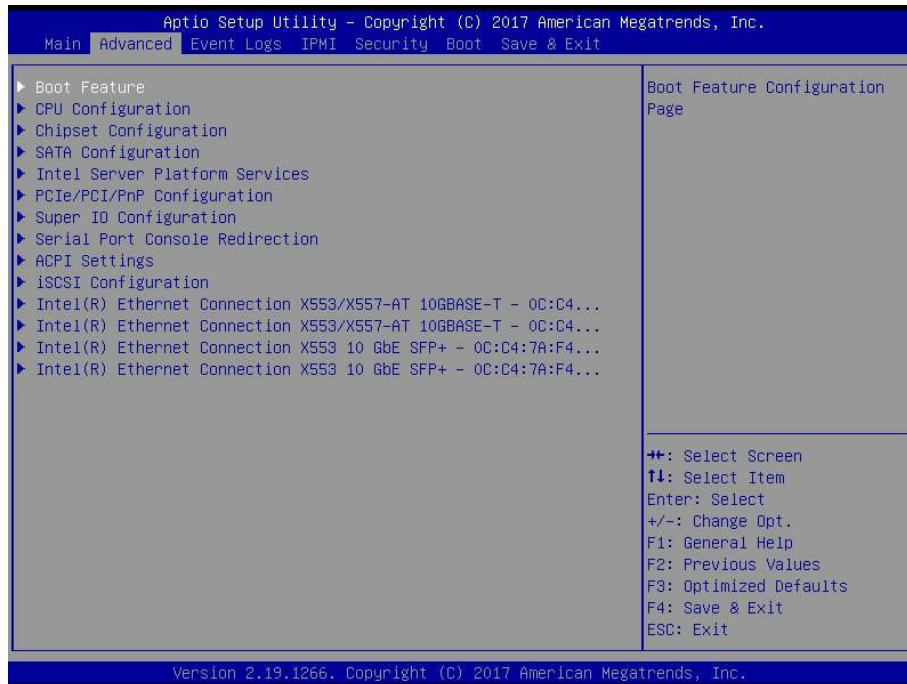 Aptio Setup Utility – Copyright (C) 2017 American Megatrends, Inc.
Main Advanced Event Logs IPMI Security Boot Save & Exit
▶ Boot Feature
▶ CPU Configuration
▶ Chipset Configuration
▶ SATA Configuration
▶ Intel Server Platform Services
▶ PCIe/PCI/PnP Configuration
▶ Super IO Configuration
▶ Serial Port Console Redirection
▶ ACPI Settings
▶ iSCSI Configuration
▶ Intel(R) Ethernet Connection X553/X557-AT 10GBASE-T – 0C:C4...
▶ Intel(R) Ethernet Connection X553/X557-AT 10GBASE-T – 0C:C4...
▶ Intel(R) Ethernet Connection X553 10 GbE SFP+ – 0C:C4:7A:F4...
▶ Intel(R) Ethernet Connection X553 10 GbE SFP+ – 0C:C4:7A:F4...
Boot Feature Configuration
Page
→←: Select Screen
↑↓: Select Item
Enter: Select
+/-: Change Opt.
F1: General Help
F2: Previous Values
F3: Optimized Defaults
F4: Save & Exit
ESC: Exit
Version 2.19.1266. Copyright (C) 2017 American Megatrends, Inc.